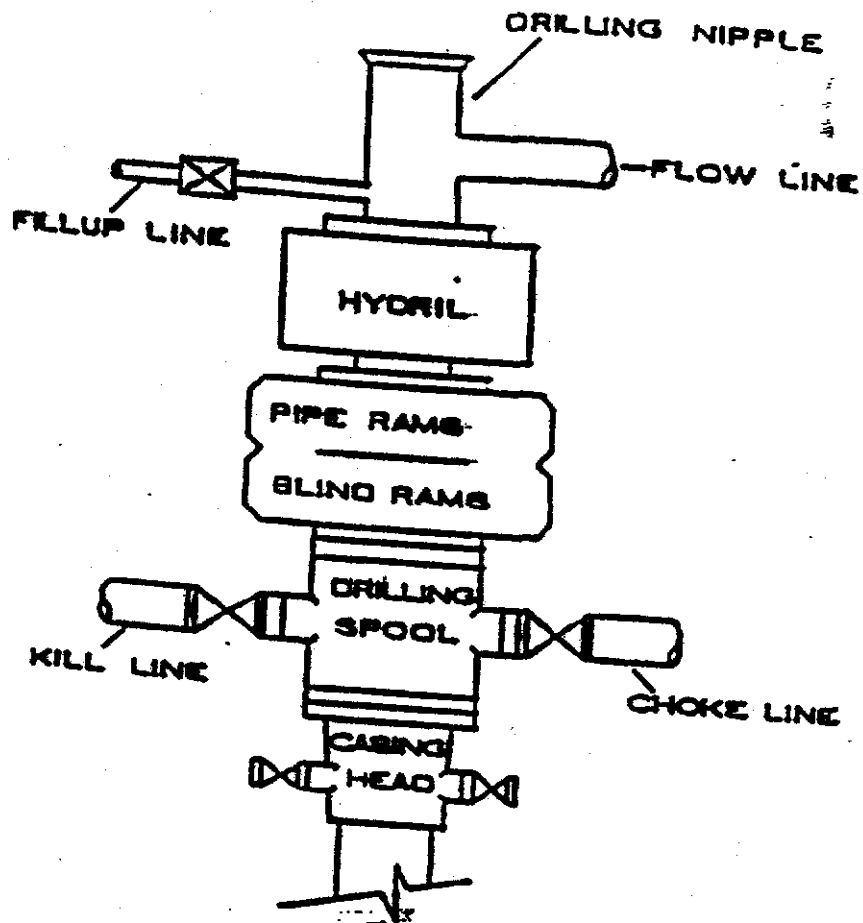 DRILLING NIPPLE
FLOW LINE
FILLUP LINE
HYDRIL
PIPE RAMS
BLIND RAMS
DRILLING
SPOOL
KILL LINE
CHOKE LINE
CASING
HEAD